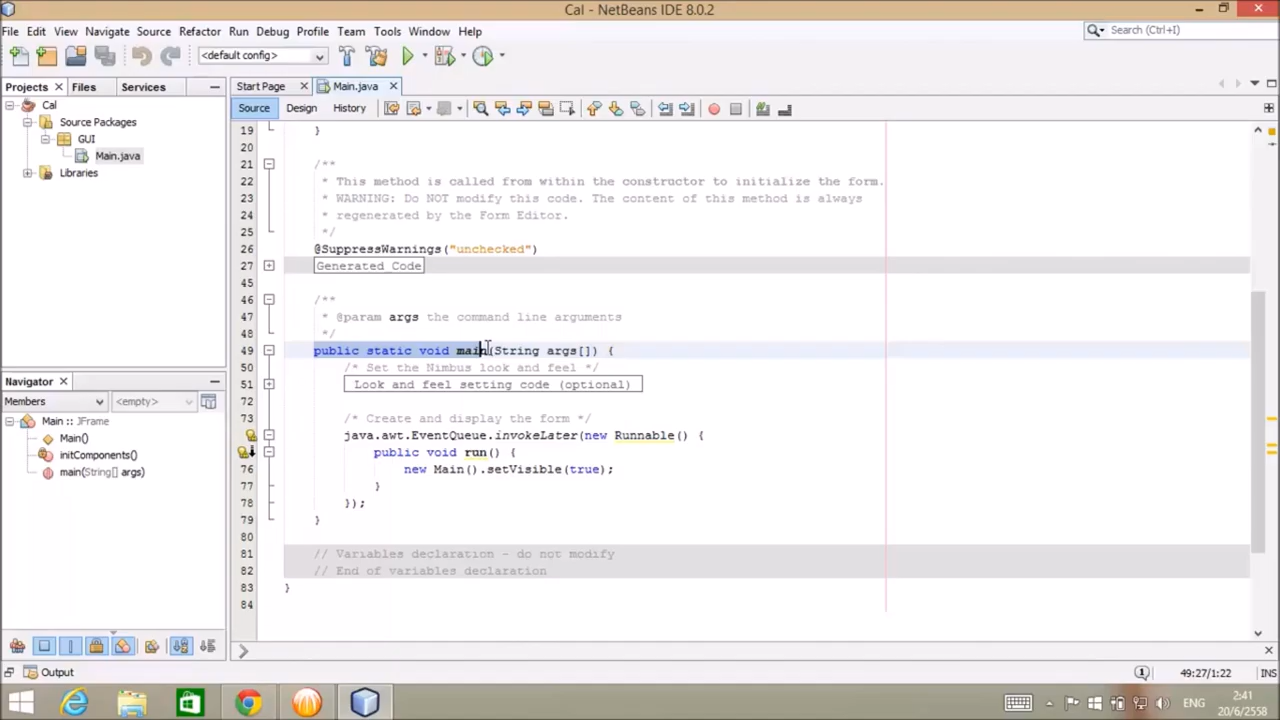 Cal - NetBeans IDE 8.0.2
File Edit View Navigate Source Refactor Run Debug Profile Team Tools Window Help
Search (Ctrl+I)
<default config>
Projects Files Services
Start Page Main.java
Cal
Source Packages
GUI
Main.java
Libraries
Source Design History
19 }
20
21 /**
22 * This method is called from within the constructor to initialize the form.
23 * WARNING: Do NOT modify this code. The content of this method is always
24 * regenerated by the Form Editor.
25 */
26 @SuppressWarnings("unchecked")
27 Generated Code
45
46 /**
47 * @param args the command line arguments
48 */
49 public static void main(String args[]) {
50 /* Set the Nimbus look and feel */
51 Look and feel setting code (optional)
72
73 /* Create and display the form */
java.awt.EventQueue.invokeLater(new Runnable() {
public void run() {
76 new Main().setVisible(true);
77 }
78 });
79 }
80
81 // Variables declaration - do not modify
82 // End of variables declaration
83 }
84
Navigator
Members <empty>
Main :: JFrame
Main()
initComponents()
main(String[] args)
Output
1
49:27/1:22 INS
ENG
2:41
20/6/2558